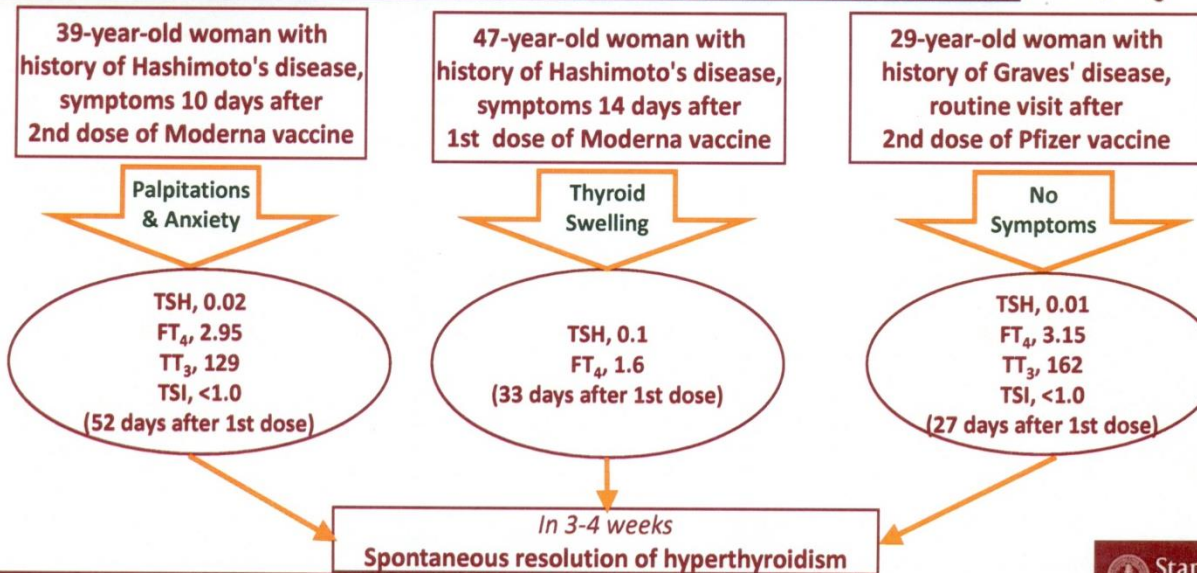 39-year-old woman with
history of Hashimoto's disease,
symptoms 10 days after
2nd dose of Moderna vaccine
47-year-old woman with
history of Hashimoto's disease,
symptoms 14 days after
1st dose of Moderna vaccine
29-year-old woman with
history of Graves' disease,
routine visit after
2nd dose of Pfizer vaccine
Palpitations
& Anxiety
Thyroid
Swelling
No
Symptoms
TSH, 0.02
FT₄, 2.95
TT₃, 129
TSI, <1.0
(52 days after 1st dose)
TSH, 0.1
FT₄, 1.6
(33 days after 1st dose)
TSH, 0.01
FT₄, 3.15
TT₃, 162
TSI, <1.0
(27 days after 1st dose)
In 3-4 weeks
Spontaneous resolution of hyperthyroidism